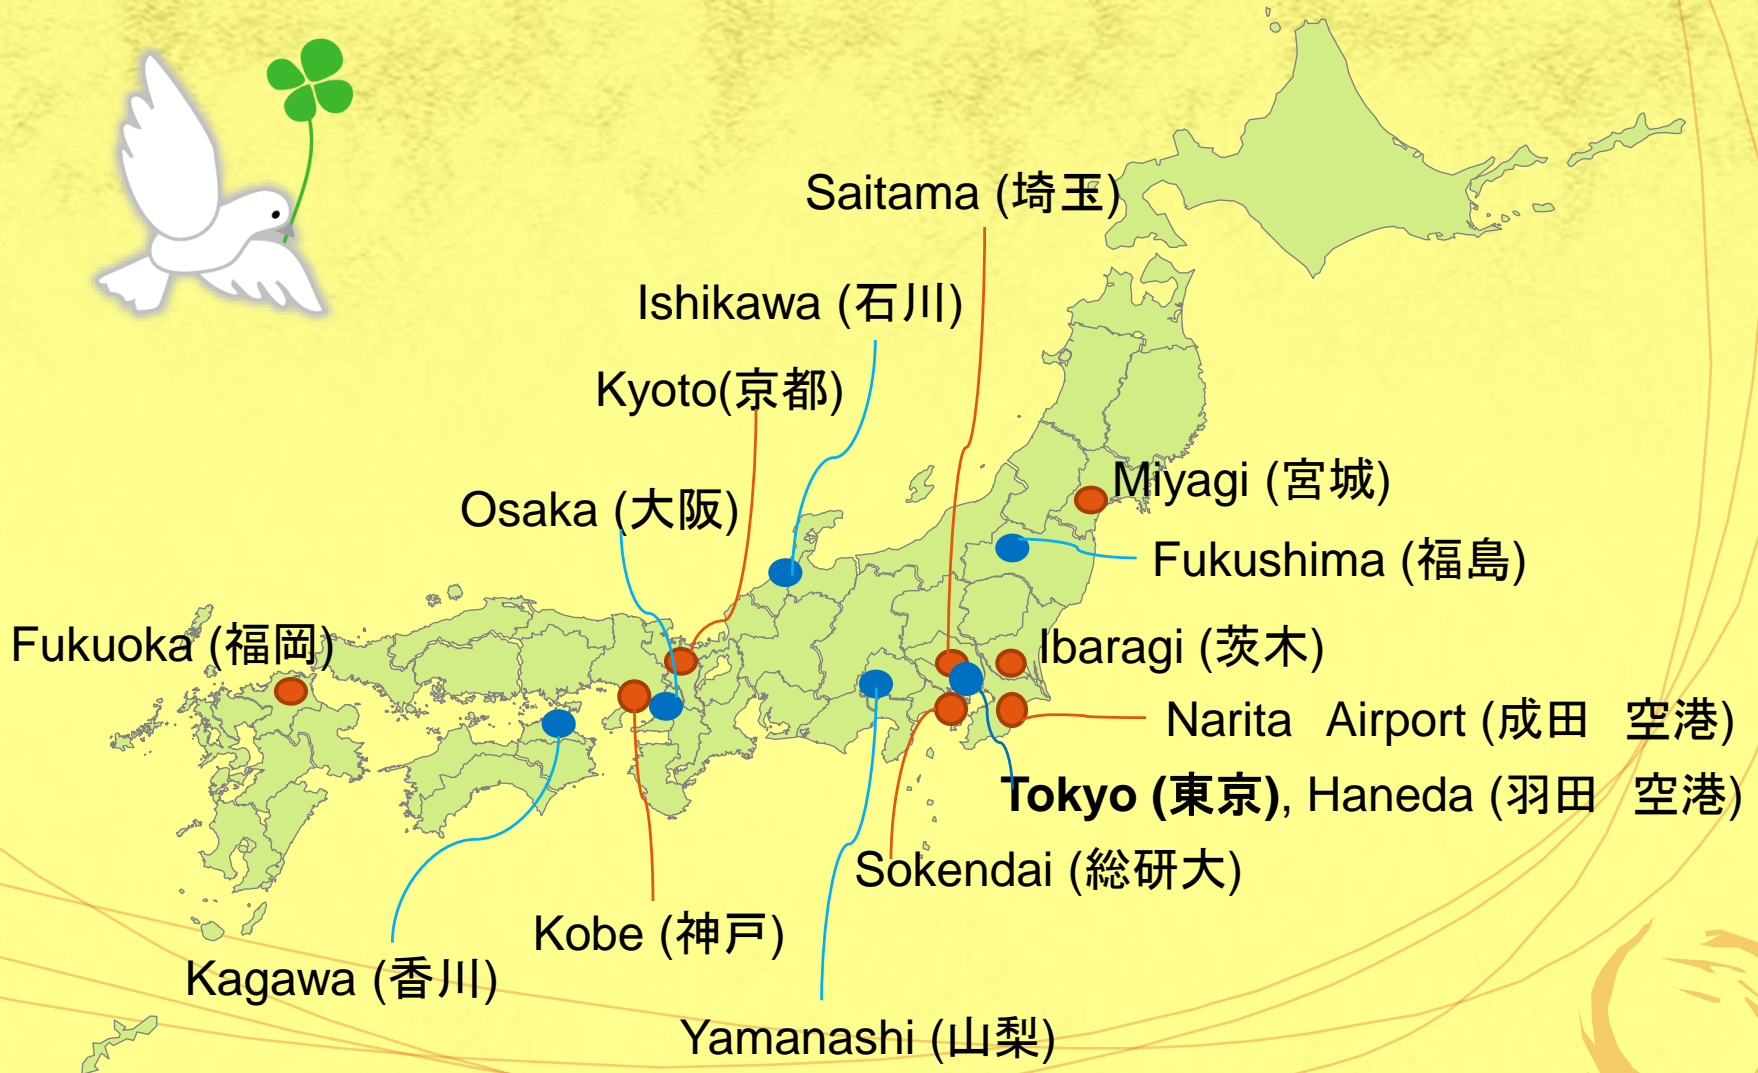 Saitama (埼玉)
Ishikawa (石川)
Kyoto(京都)
Miyagi (宮城)
Osaka (大阪)
Fukushima (福島)
Fukuoka (福岡)
Ibaragi (茨木)
Narita　Airport (成田　空港)
Tokyo (東京), Haneda (羽田　空港)
Sokendai (総研大)
Kobe (神戸)
Kagawa (香川)
Yamanashi (山梨)